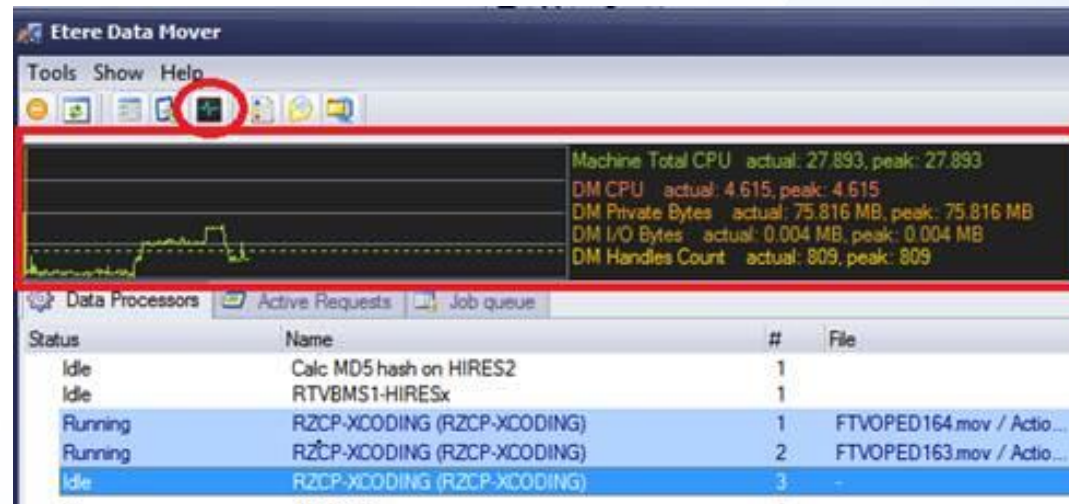 Etere Data Mover
Tools Show Help
Machine Total CPU actual: 27.893, peak: 27.893
DM CPU actual: 4.615, peak: 4.615
DM Private Bytes actual: 75.816 MB, peak: 75.816 MB
DM I/O Bytes actual: 0.004 MB, peak: 0.004 MB
DM Handles Count actual: 809, peak: 809
Data Processors Active Requests Job queue
Status Name # File
Idle Calc MD5 hash on HIRES2 1
Idle RTVBMS1-HIRESx 1
Running RZCP-XCODING (RZCP-XCODING) 1 FTVOPED164.mov / Actio...
Running RZCP-XCODING (RZCP-XCODING) 2 FTVOPED163.mov / Actio...
Idle RZCP-XCODING (RZCP-XCODING) 3 -